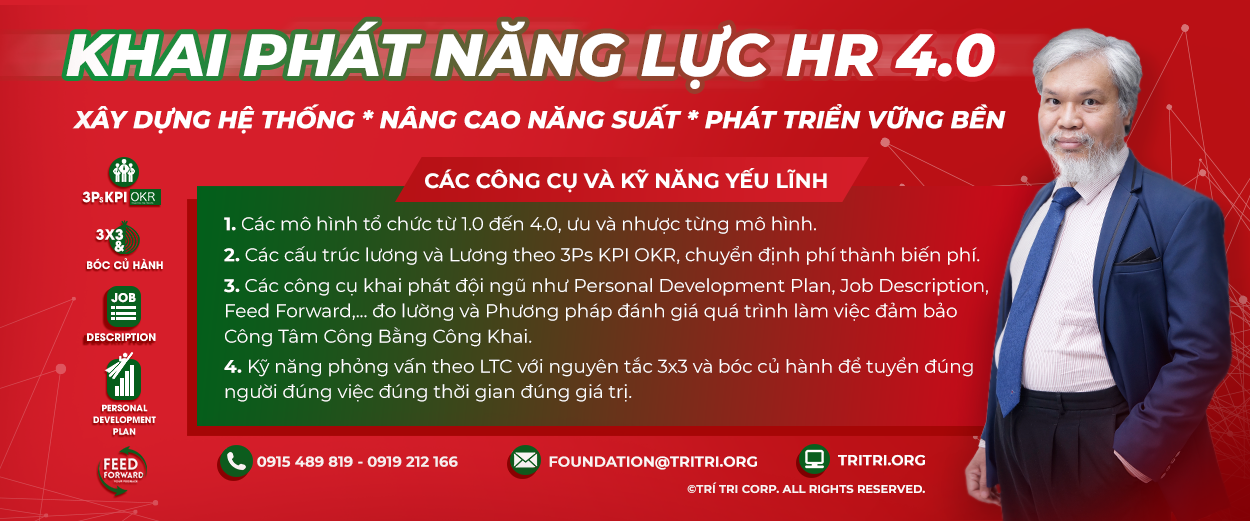 KHAI PHÁT NĂNG LỰC HR 4.0
XÂY DỰNG HỆ THỐNG * NÂNG CAO NĂNG SUẤT * PHÁT TRIỂN VỮNG BỀN
3Ps KPI OKR
3X3
&
BÓC CỦ HÀNH
JOB
DESCRIPTION
PERSONAL
DEVELOPMENT
PLAN
FEED
FORWARD
CÁC CÔNG CỤ VÀ KỸ NĂNG YẾU LĨNH
1. Các mô hình tổ chức từ 1.0 đến 4.0, ưu và nhược từng mô hình.
2. Các cấu trúc lương và Lương theo 3Ps KPI OKR, chuyển định phí thành biến phí.
3. Các công cụ khai phát đội ngũ như Personal Development Plan, Job Description,
Feed Forward,... đo lường và Phương pháp đánh giá quá trình làm việc đảm bảo
Công Tâm Công Bằng Công Khai.
4. Kỹ năng phỏng vấn theo LTC với nguyên tắc 3x3 và bóc củ hành để tuyển đúng
người đúng việc đúng thời gian đúng giá trị.
0915 489 819 - 0919 212 166
FOUNDATION@TRITRI.ORG
TRITRI.ORG
©TRÍ TRI CORP. ALL RIGHTS RESERVED.